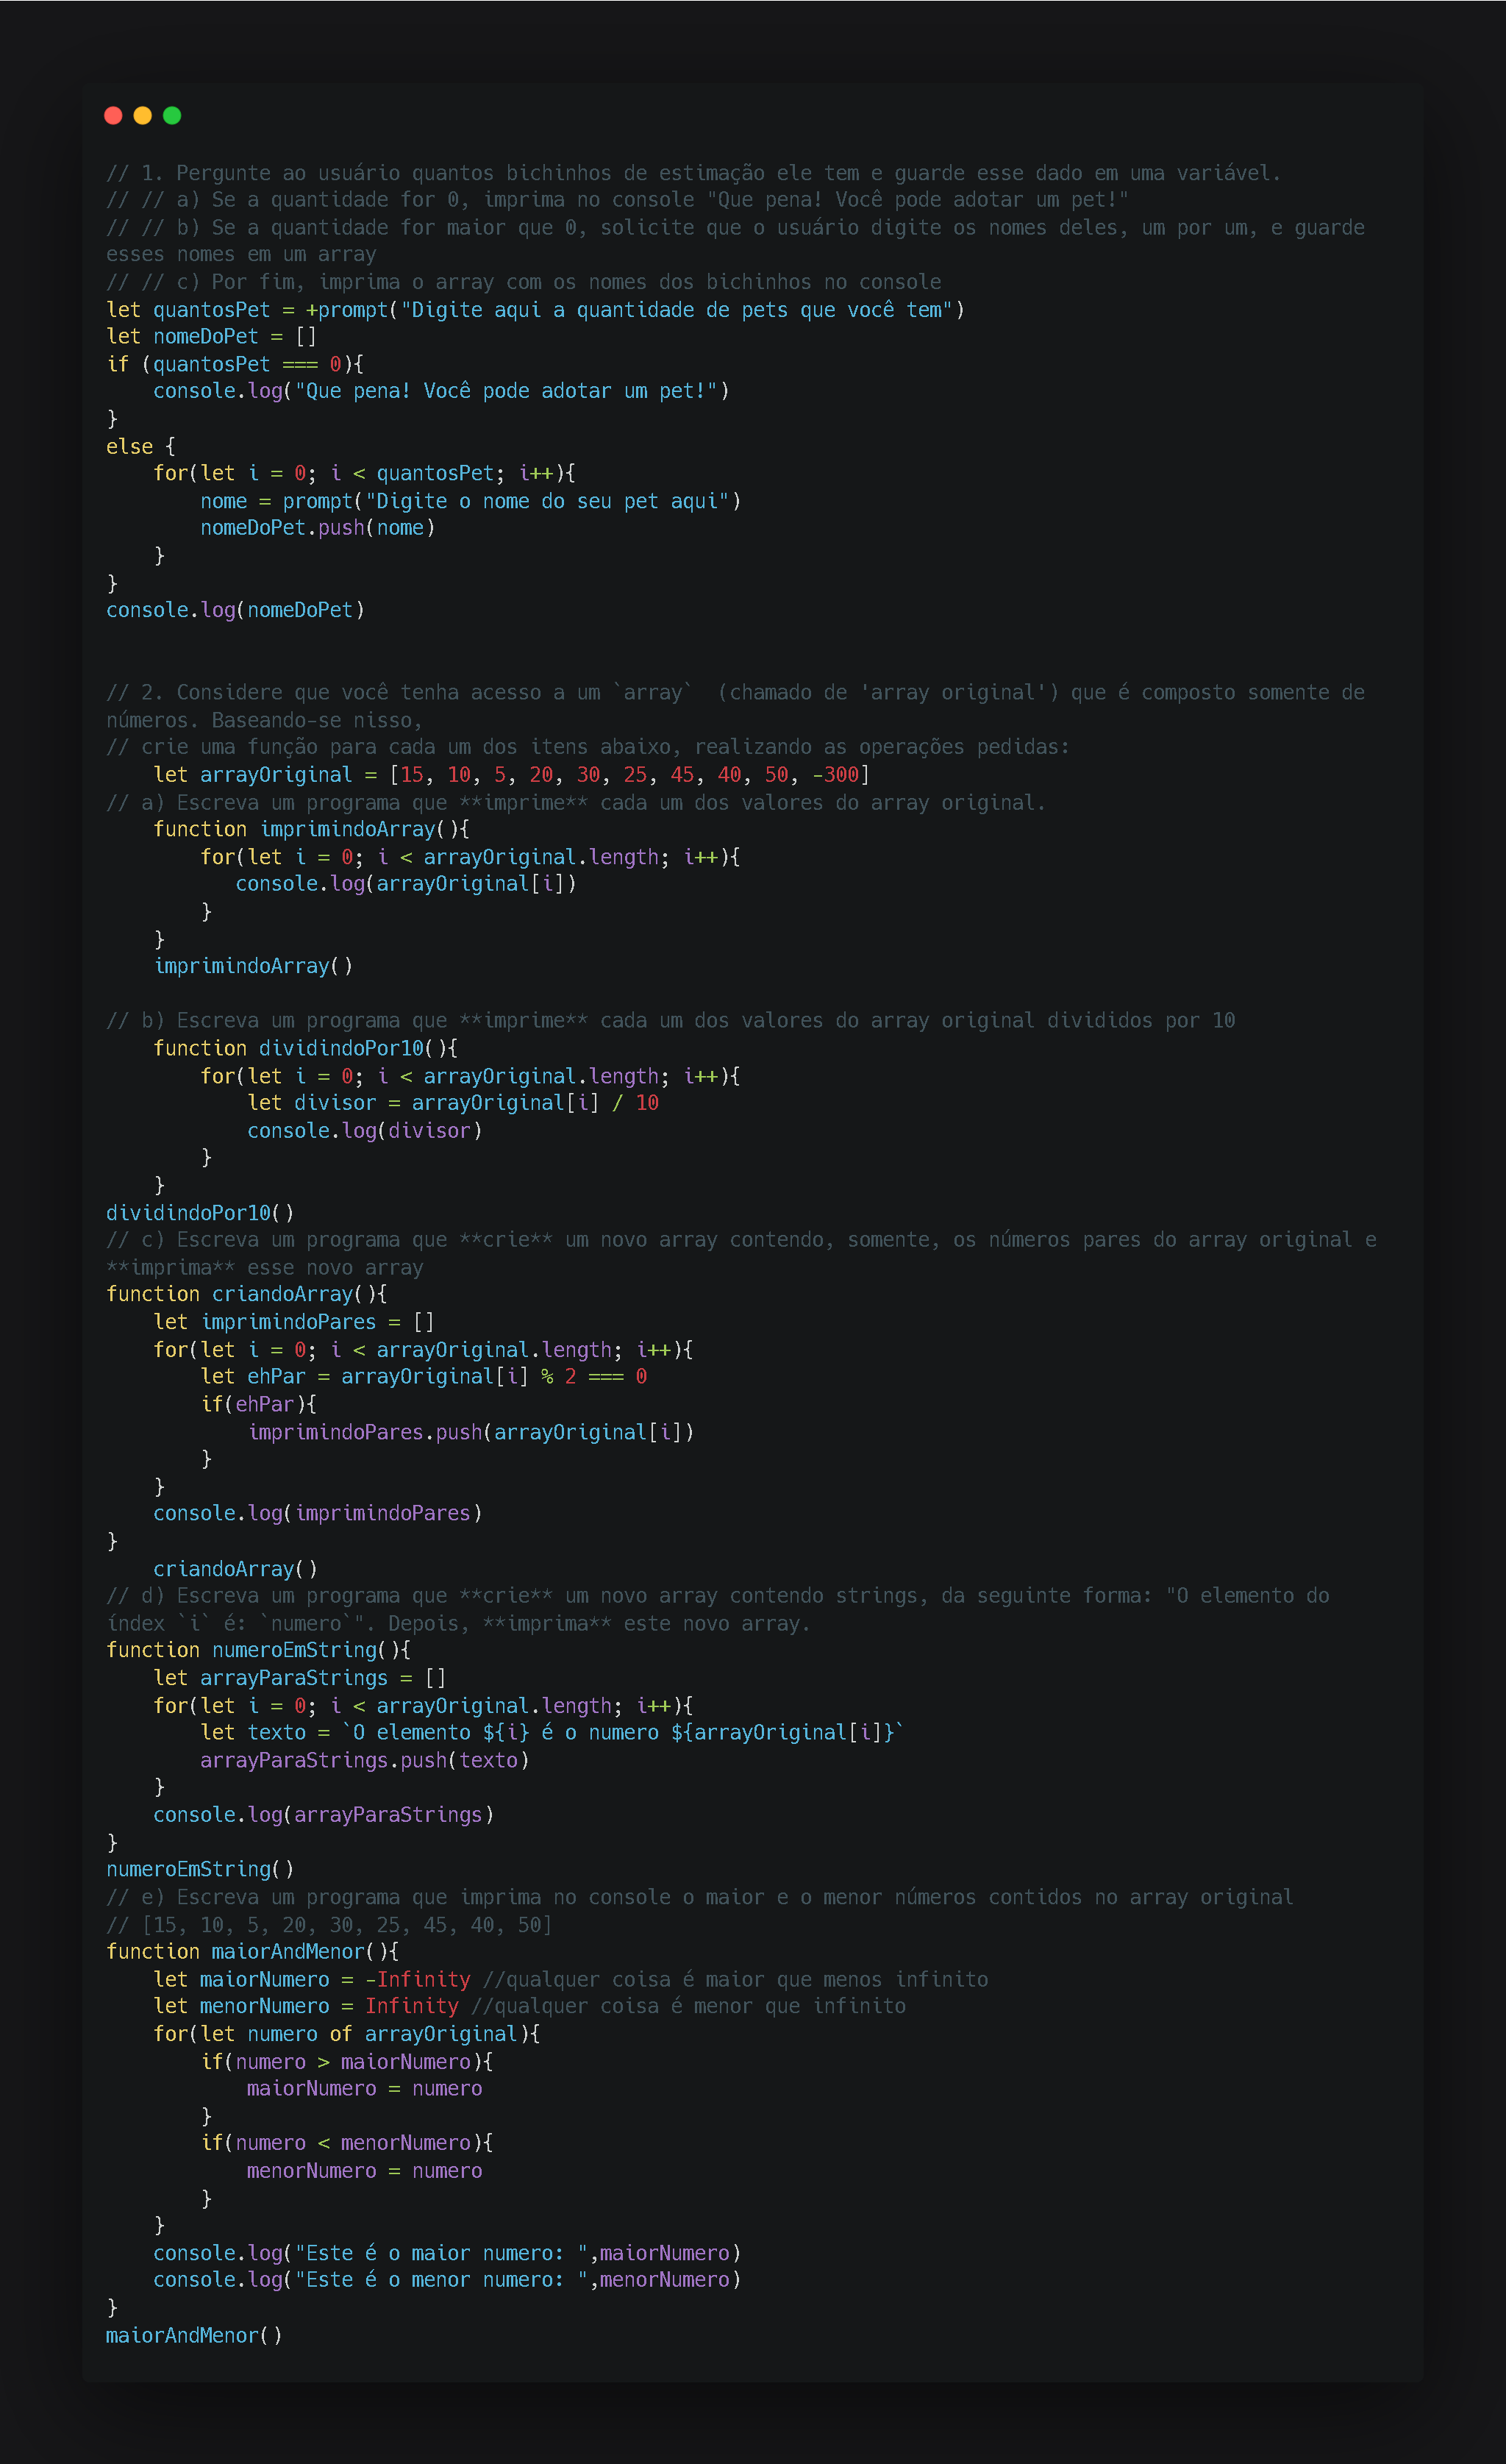 // 1. Pergunte ao usuário quantos bichinhos de estimação ele tem e guarde esse dado em uma variável.
// // a) Se a quantidade for 0, imprima no console "Que pena! Você pode adotar um pet!"
// // b) Se a quantidade for maior que 0, solicite que o usuário digite os nomes deles, um por um, e guarde
esses nomes em um array
// // c) Por fim, imprima o array com os nomes dos bichinhos no console
let quantosPet = +prompt("Digite aqui a quantidade de pets que você tem")
let nomeDoPet = []
if (quantosPet === 0){
    console.log("Que pena! Você pode adotar um pet!")
}
else {
    for(let i = 0; i < quantosPet; i++){
        nome = prompt("Digite o nome do seu pet aqui")
        nomeDoPet.push(nome)
    }
}
console.log(nomeDoPet)
// 2. Considere que você tenha acesso a um `array`  (chamado de 'array original') que é composto somente de
números. Baseando-se nisso,
// crie uma função para cada um dos itens abaixo, realizando as operações pedidas:
    let arrayOriginal = [15, 10, 5, 20, 30, 25, 45, 40, 50, -300]
// a) Escreva um programa que **imprime** cada um dos valores do array original.
    function imprimindoArray(){
        for(let i = 0; i < arrayOriginal.length; i++){
           console.log(arrayOriginal[i])
        }
    }
    imprimindoArray()
// b) Escreva um programa que **imprime** cada um dos valores do array original divididos por 10
    function dividindoPor10(){
        for(let i = 0; i < arrayOriginal.length; i++){
            let divisor = arrayOriginal[i] / 10
            console.log(divisor)
        }
    }
dividindoPor10()
// c) Escreva um programa que **crie** um novo array contendo, somente, os números pares do array original e
**imprima** esse novo array
function criandoArray(){
    let imprimindoPares = []
    for(let i = 0; i < arrayOriginal.length; i++){
        let ehPar = arrayOriginal[i] % 2 === 0
        if(ehPar){
            imprimindoPares.push(arrayOriginal[i])
        }
    }
    console.log(imprimindoPares)
}
    criandoArray()
// d) Escreva um programa que **crie** um novo array contendo strings, da seguinte forma: "O elemento do
índex `i` é: `numero`". Depois, **imprima** este novo array.
function numeroEmString(){
    let arrayParaStrings = []
    for(let i = 0; i < arrayOriginal.length; i++){
        let texto = `O elemento ${i} é o numero ${arrayOriginal[i]}`
        arrayParaStrings.push(texto)
    }
    console.log(arrayParaStrings)
}
numeroEmString()
// e) Escreva um programa que imprima no console o maior e o menor números contidos no array original
// [15, 10, 5, 20, 30, 25, 45, 40, 50]
function maiorAndMenor(){
    let maiorNumero = -Infinity //qualquer coisa é maior que menos infinito
    let menorNumero = Infinity //qualquer coisa é menor que infinito
    for(let numero of arrayOriginal){
        if(numero > maiorNumero){
            maiorNumero = numero
        }
        if(numero < menorNumero){
            menorNumero = numero
        }
    }
    console.log("Este é o maior numero: ",maiorNumero)
    console.log("Este é o menor numero: ",menorNumero)
}
maiorAndMenor()